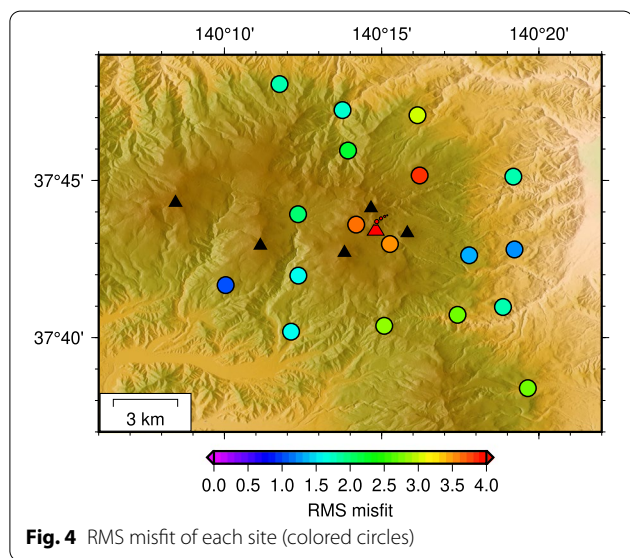 140°10' 140°15' 140°20'
37°45'
37°40'
3 km
0.0 0.5 1.0 1.5 2.0 2.5 3.0 3.5 4.0
RMS misfit
Fig. 4 RMS misfit of each site (colored circles)